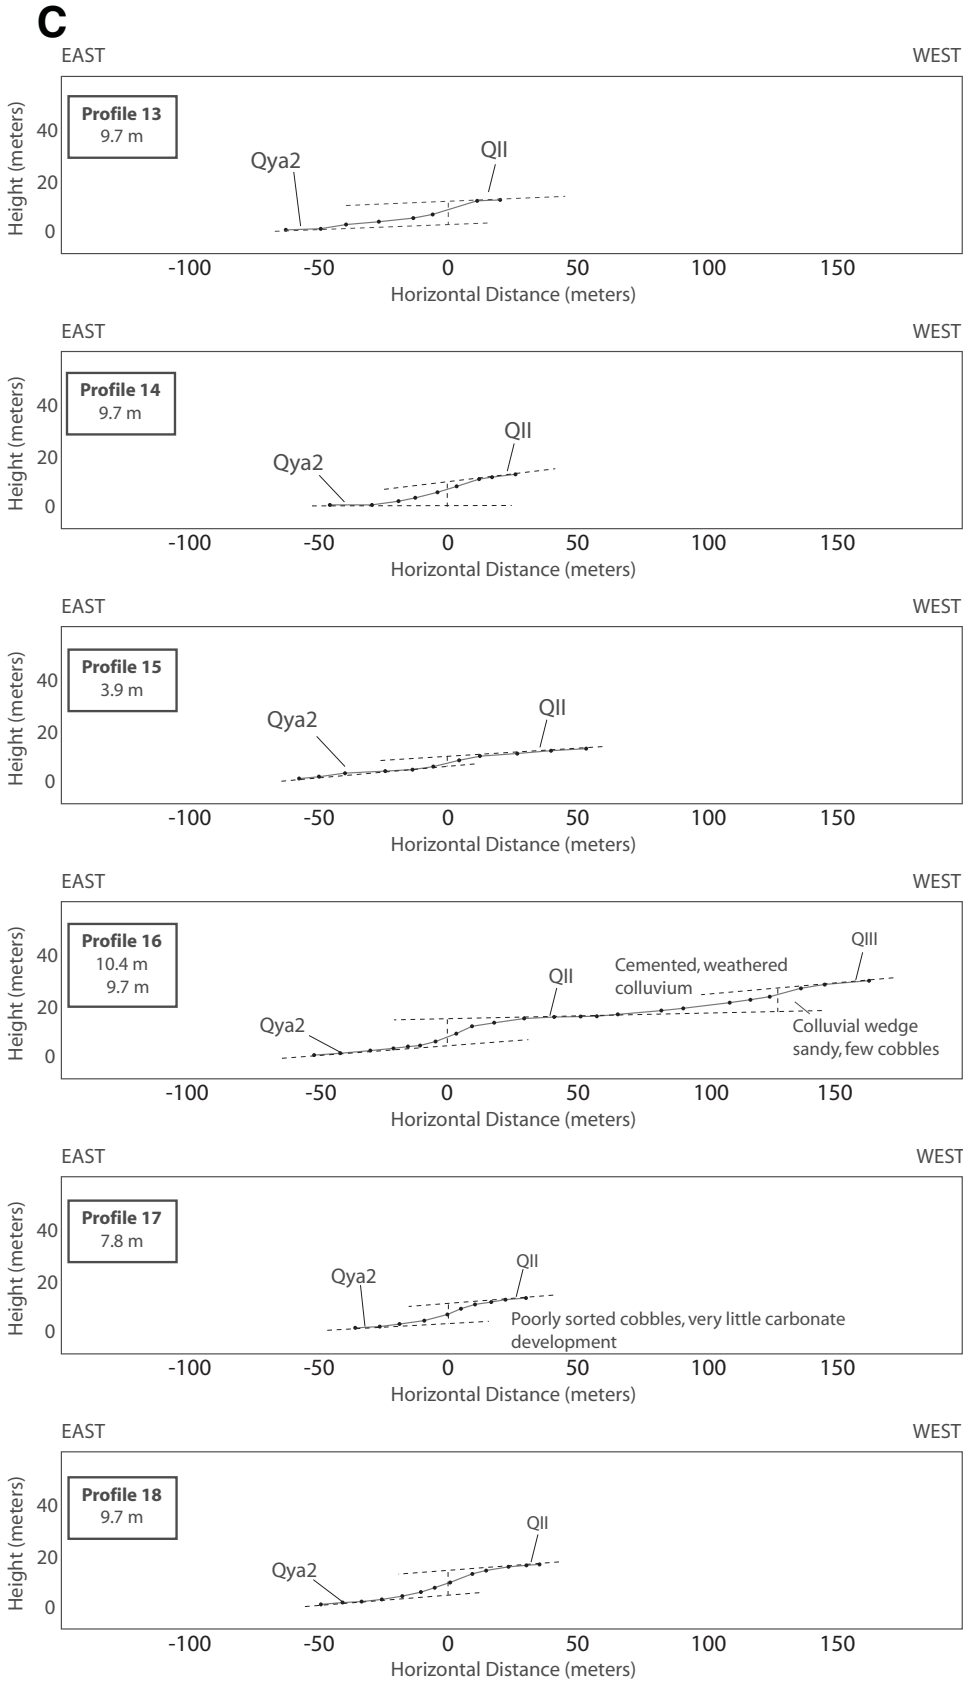 C
EAST WEST
Height (meters)
40
20
0
Profile 13
9.7 m
Qya2
QII
-100 -50 0 50 100 150
Horizontal Distance (meters)
EAST WEST
Height (meters)
40
20
0
Profile 14
9.7 m
Qya2
QII
-100 -50 0 50 100 150
Horizontal Distance (meters)
EAST WEST
Height (meters)
40
20
0
Profile 15
3.9 m
Qya2
QII
-100 -50 0 50 100 150
Horizontal Distance (meters)
EAST WEST
Height (meters)
40
20
0
Profile 16
10.4 m
9.7 m
Qya2
QII
Cemented, weathered
colluvium
QIII
Colluvial wedge
sandy, few cobbles
-100 -50 0 50 100 150
Horizontal Distance (meters)
EAST WEST
Height (meters)
40
20
0
Profile 17
7.8 m
Qya2
QII
Poorly sorted cobbles, very little carbonate
development
-100 -50 0 50 100 150
Horizontal Distance (meters)
EAST WEST
Height (meters)
40
20
0
Profile 18
9.7 m
Qya2
QII
-100 -50 0 50 100 150
Horizontal Distance (meters)